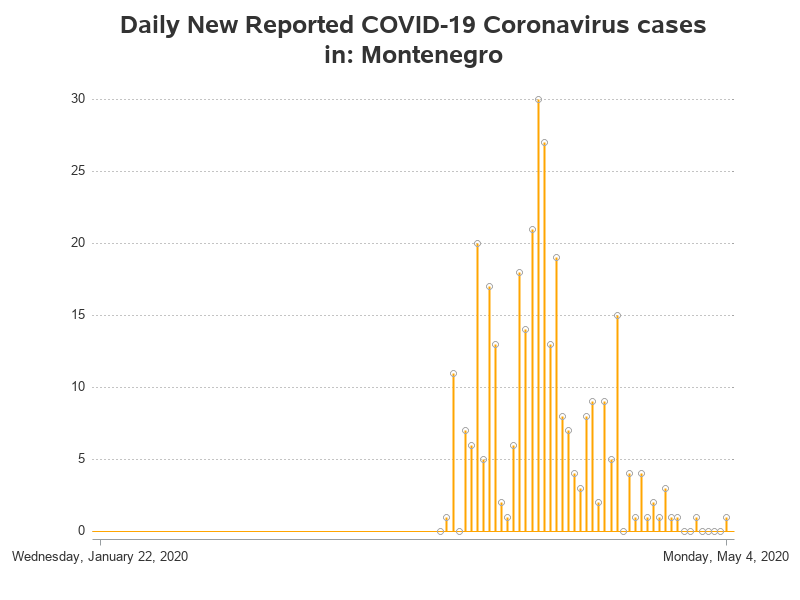 Daily New Reported COVID-19 Coronavirus cases
in: Montenegro
30
25
20
15
10
5
0
Wednesday, January 22, 2020
Monday, May 4, 2020